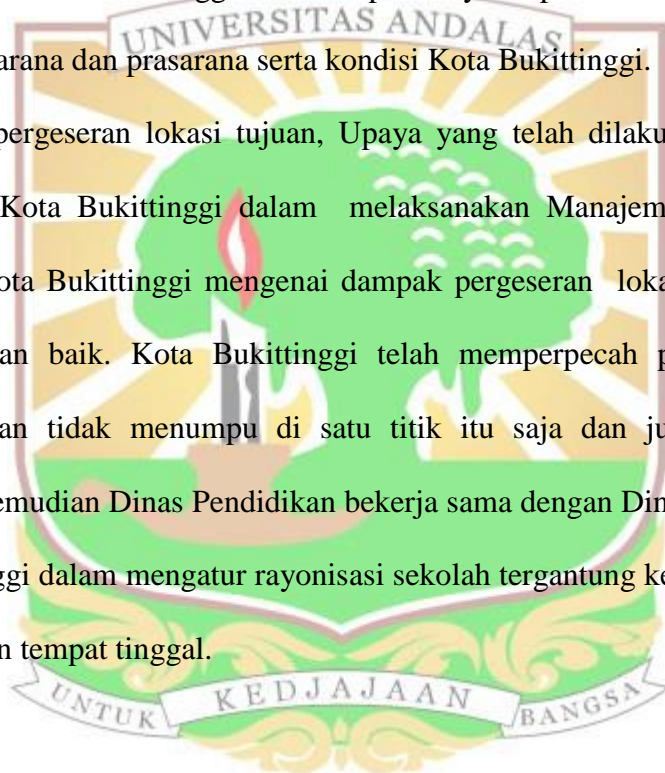 UNIVERSITAS ANDALAS
arana dan prasarana serta kondisi Kota Bukittinggi.
pergeseran lokasi tujuan, Upaya yang telah dilaku
Kota Bukittinggi dalam melaksanakan Manajem
ota Bukittinggi mengenai dampak pergeseran loka
an baik. Kota Bukittinggi telah memperpecah p
an tidak menumpu di satu titik itu saja dan ju
emudian Dinas Pendidikan bekerja sama dengan Din
ggi dalam mengatur rayonisasi sekolah tergantung ke
n tempat tinggal.
UNTUK KEDJAJAAN BANGSA